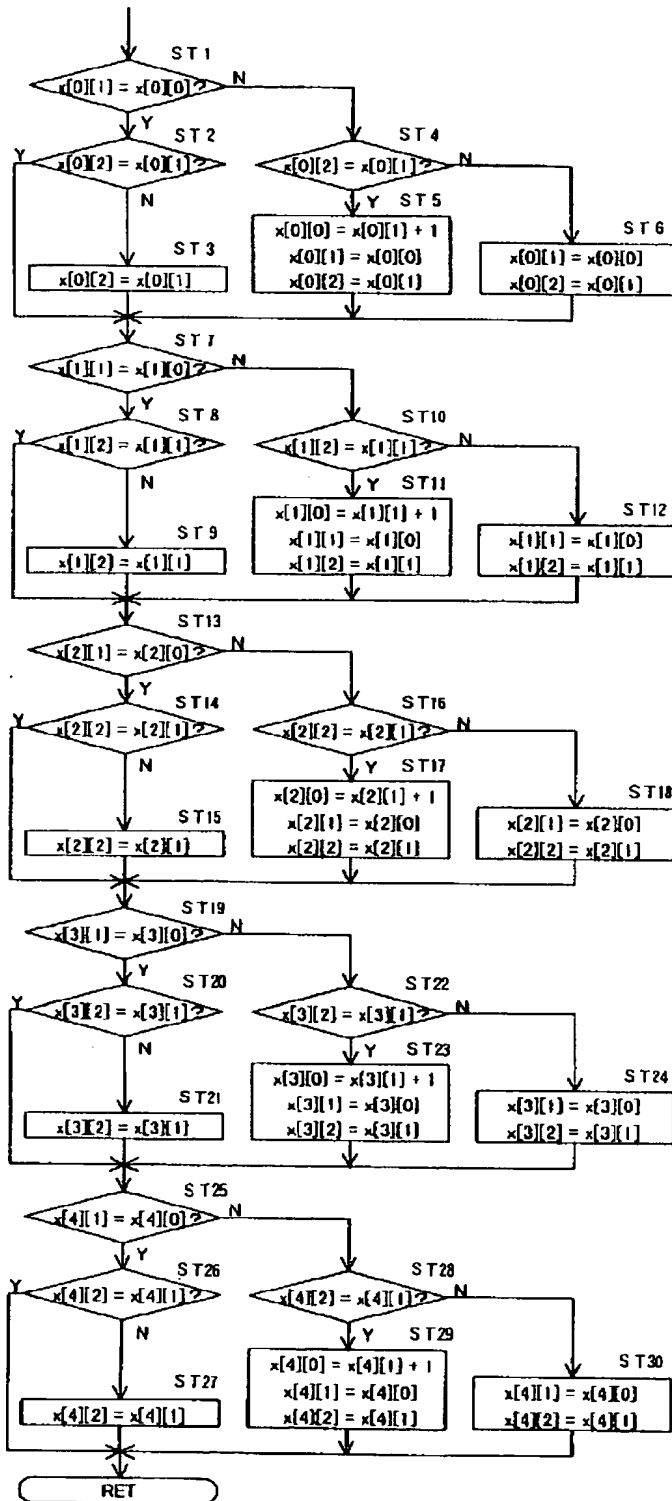 ST1
x[0][1] = x[0][0]?
N
Y
ST2
x[0][2] = x[0][1]?
Y
N
ST3
x[0][2] = x[0][1]
ST4
x[0][2] = x[0][1]?
N
Y
ST5
x[0][0] = x[0][1] + 1
x[0][1] = x[0][0]
x[0][2] = x[0][1]
ST6
x[0][1] = x[0][0]
x[0][2] = x[0][1]
ST7
x[1][1] = x[1][0]?
N
Y
ST8
x[1][2] = x[1][1]?
Y
N
ST9
x[1][2] = x[1][1]
ST10
x[1][2] = x[1][1]?
N
Y
ST11
x[1][0] = x[1][1] + 1
x[1][1] = x[1][0]
x[1][2] = x[1][1]
ST12
x[1][1] = x[1][0]
x[1][2] = x[1][1]
ST13
x[2][1] = x[2][0]?
N
Y
ST14
x[2][2] = x[2][1]?
Y
N
ST15
x[2][2] = x[2][1]
ST16
x[2][2] = x[2][1]?
N
Y
ST17
x[2][0] = x[2][1] + 1
x[2][1] = x[2][0]
x[2][2] = x[2][1]
ST18
x[2][1] = x[2][0]
x[2][2] = x[2][1]
ST19
x[3][1] = x[3][0]?
N
Y
ST20
x[3][2] = x[3][1]?
Y
N
ST21
x[3][2] = x[3][1]
ST22
x[3][2] = x[3][1]?
N
Y
ST23
x[3][0] = x[3][1] + 1
x[3][1] = x[3][0]
x[3][2] = x[3][1]
ST24
x[3][1] = x[3][0]
x[3][2] = x[3][1]
ST25
x[4][1] = x[4][0]?
N
Y
ST26
x[4][2] = x[4][1]?
Y
N
ST27
x[4][2] = x[4][1]
ST28
x[4][2] = x[4][1]?
N
Y
ST29
x[4][0] = x[4][1] + 1
x[4][1] = x[4][0]
x[4][2] = x[4][1]
ST30
x[4][1] = x[4][0]
x[4][2] = x[4][1]
RET